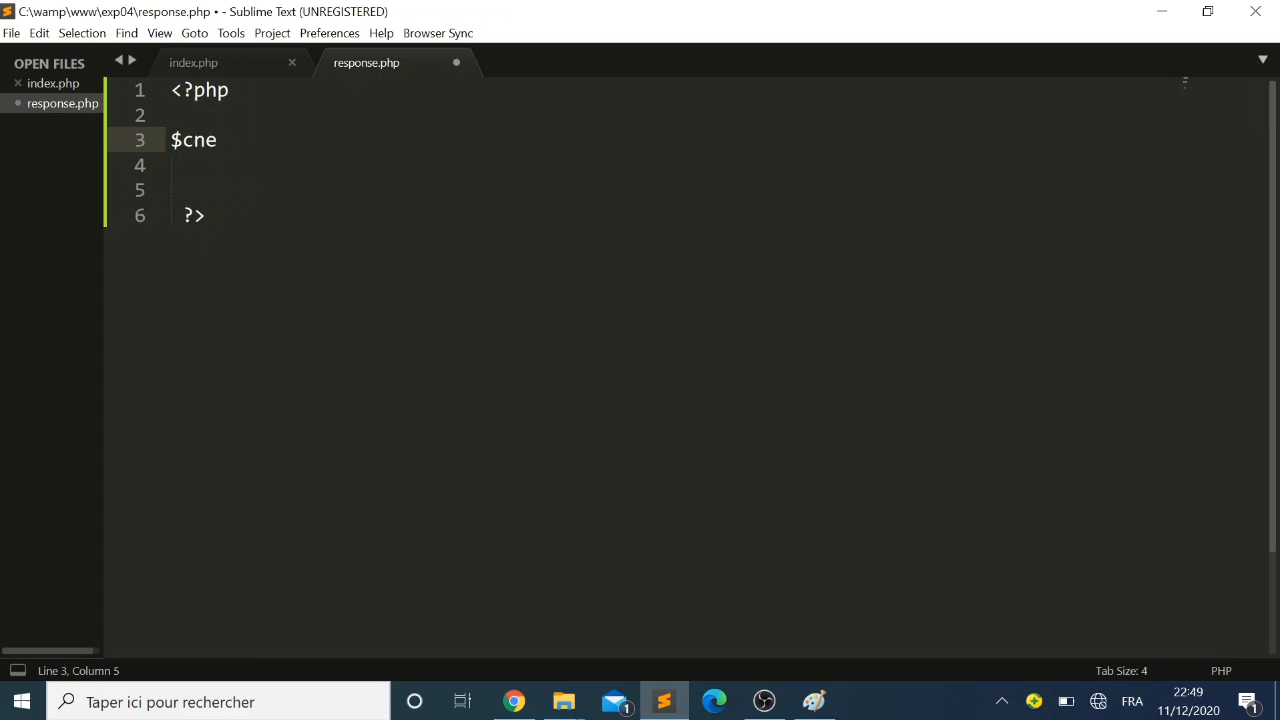 C:\wamp\www\exp04\response.php • - Sublime Text (UNREGISTERED)
File Edit Selection Find View Goto Tools Project Preferences Help Browser Sync
OPEN FILES
index.php
response.php
index.php
response.php
1 <?php
2
3 $cne
4
5
6 ?>
Line 3, Column 5
Tab Size: 4
PHP
Taper ici pour rechercher
1
FRA
22:49
11/12/2020
1